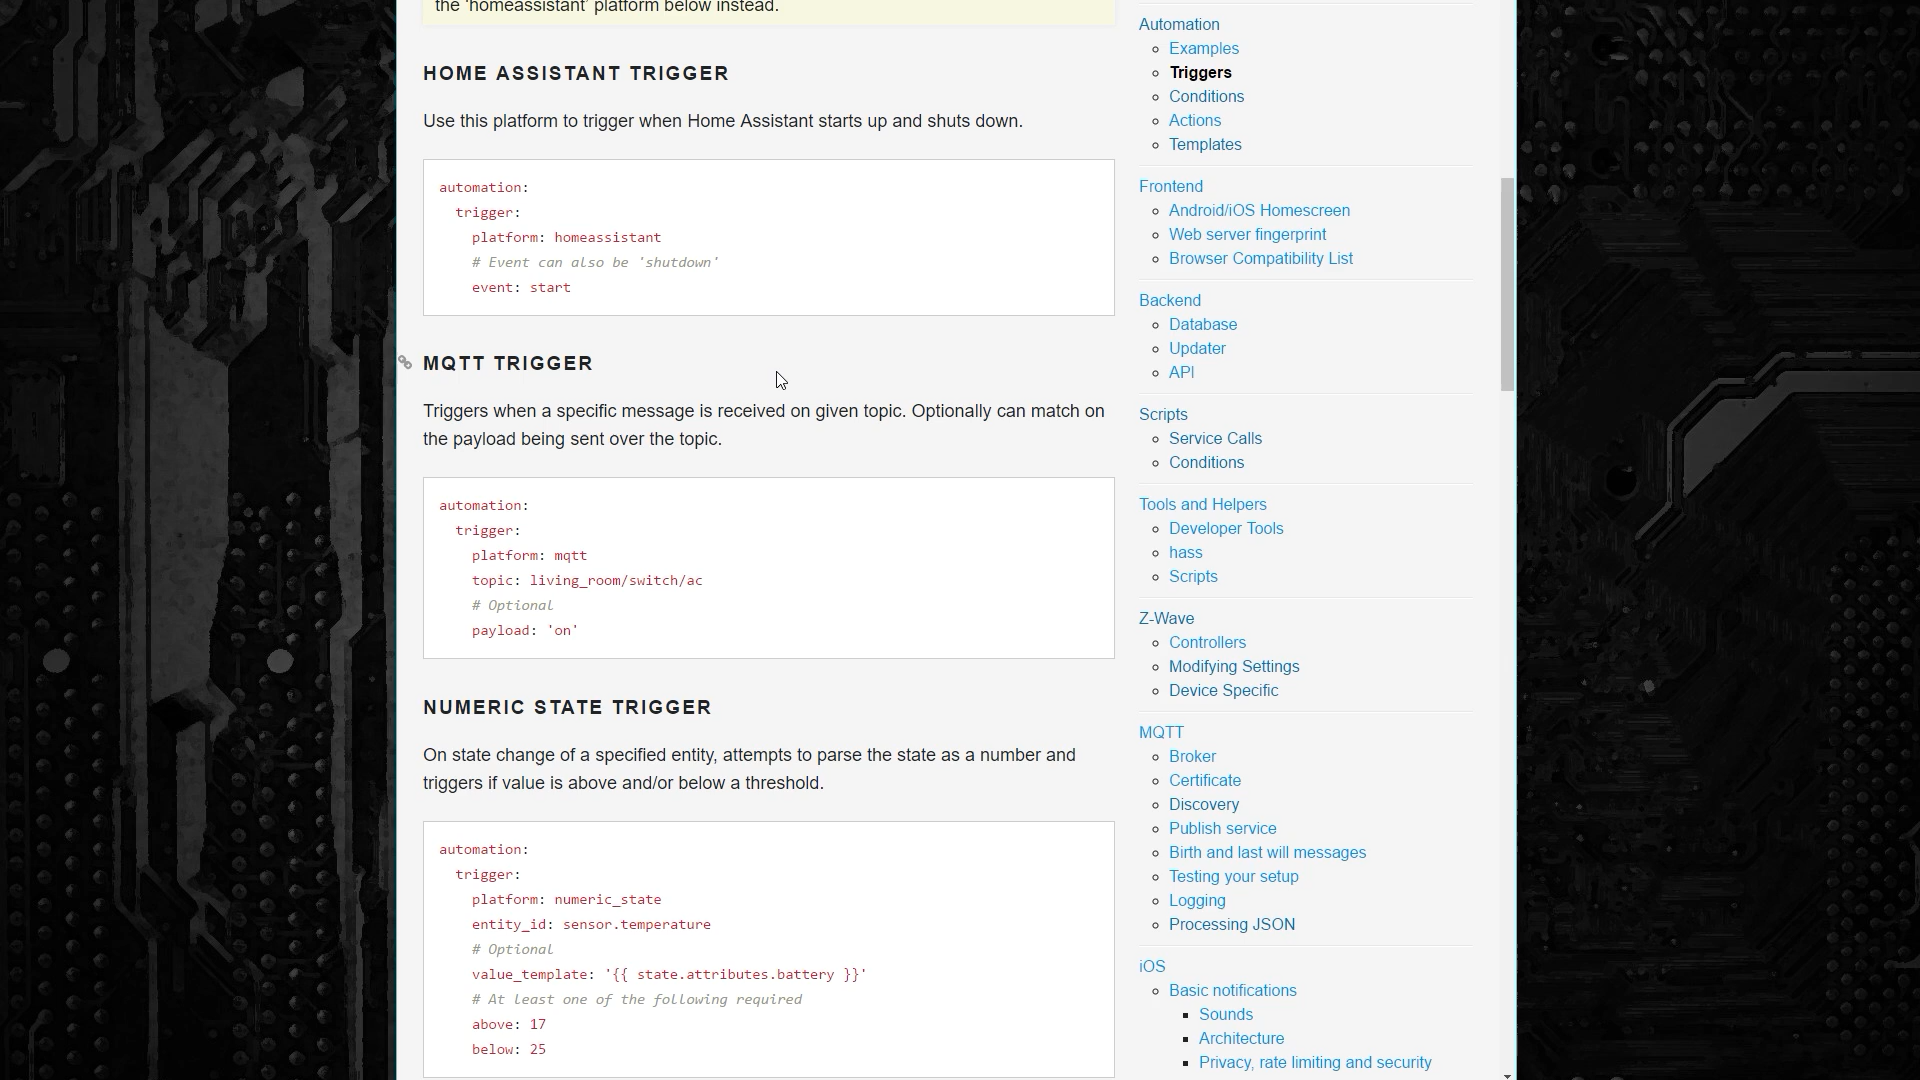 the ‘homeassistant’ platform below instead.
HOME ASSISTANT TRIGGER
Use this platform to trigger when Home Assistant starts up and shuts down.
automation:
trigger:
platform: homeassistant
# Event can also be 'shutdown'
event: start
MQTT TRIGGER
Triggers when a specific message is received on given topic. Optionally can match on
the payload being sent over the topic.
automation:
trigger:
platform: mqtt
topic: living_room/switch/ac
# Optional
payload: 'on'
NUMERIC STATE TRIGGER
On state change of a specified entity, attempts to parse the state as a number and
triggers if value is above and/or below a threshold.
automation:
trigger:
platform: numeric_state
entity_id: sensor.temperature
# Optional
value_template: '{{ state.attributes.battery }}'
# At least one of the following required
above: 17
below: 25
Automation
Examples
Triggers
Conditions
Actions
Templates
Frontend
Android/iOS Homescreen
Web server fingerprint
Browser Compatibility List
Backend
Database
Updater
API
Scripts
Service Calls
Conditions
Tools and Helpers
Developer Tools
hass
Scripts
Z-Wave
Controllers
Modifying Settings
Device Specific
MQTT
Broker
Certificate
Discovery
Publish service
Birth and last will messages
Testing your setup
Logging
Processing JSON
iOS
Basic notifications
Sounds
Architecture
Privacy, rate limiting and security